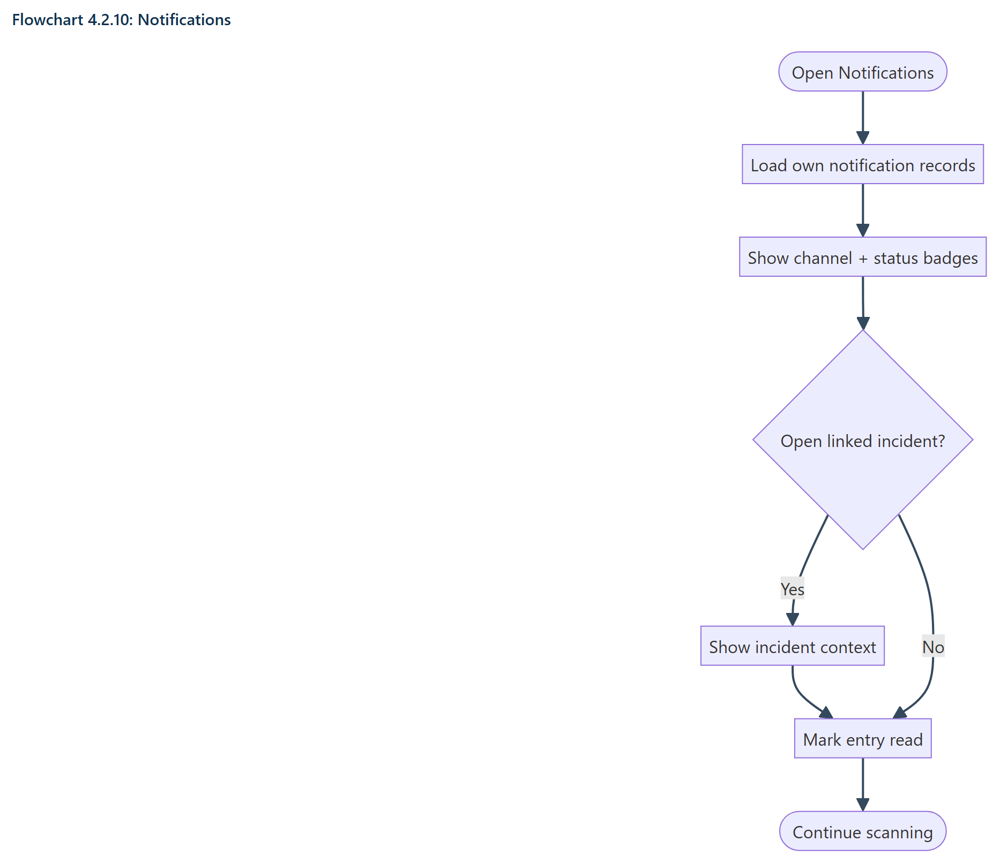 Flowchart 4.2.10: Notifications
Open Notifications
Load own notification records
Show channel + status badges
Open linked incident?
Yes
Show incident context
No
Mark entry read
Continue scanning